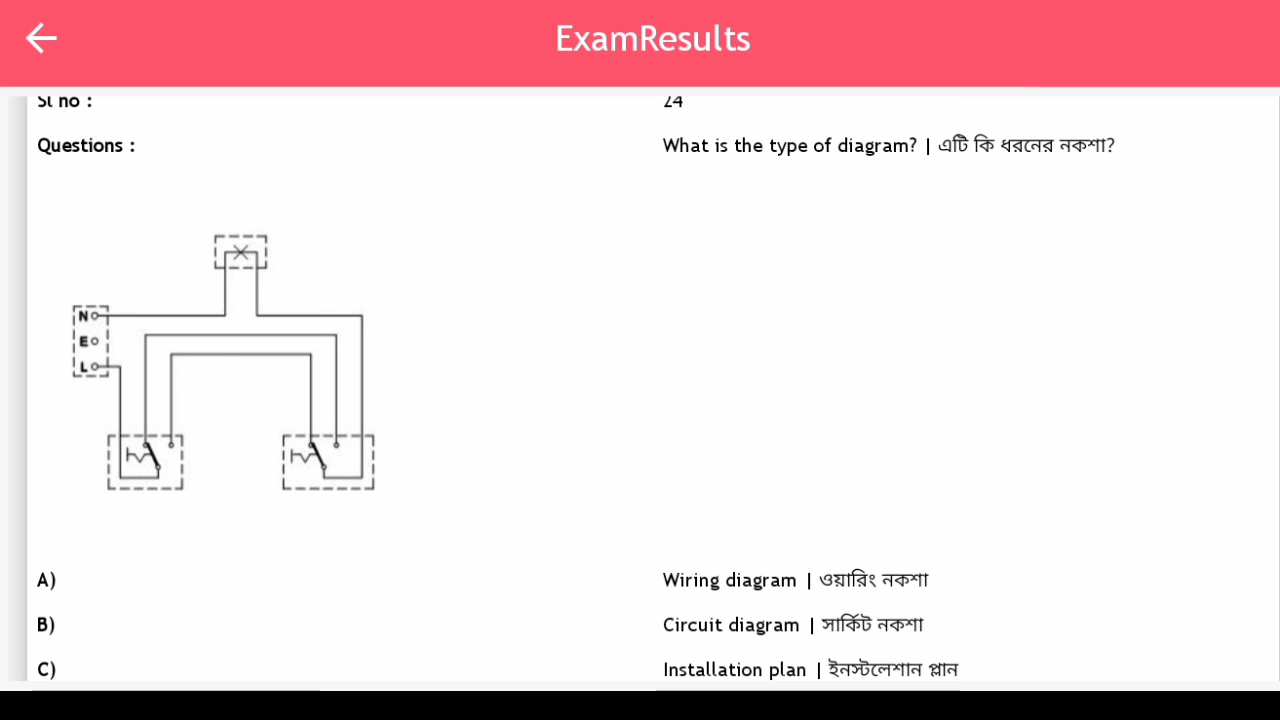 ExamResults
Sl no : 24
Questions : What is the type of diagram? | এটি কি ধরনের নকশা?
N
E
L
A) Wiring diagram | ওয়ারিং নকশা
B) Circuit diagram | সার্কিট নকশা
C) Installation plan | ইনস্টলেশান প্লান